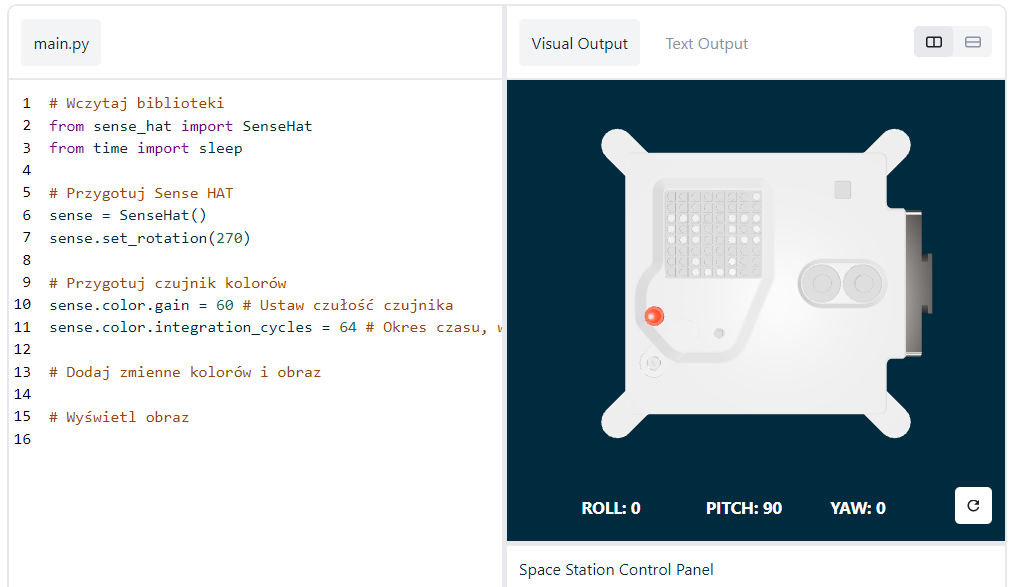 main.py
1 # Wczytaj biblioteki
2 from sense_hat import SenseHat
3 from time import sleep
4
5 # Przygotuj Sense HAT
6 sense = SenseHat()
7 sense.set_rotation(270)
8
9 # Przygotuj czujnik kolorów
10 sense.color.gain = 60 # Ustaw czułość czujnika
11 sense.color.integration_cycles = 64 # Okres czasu,
12
13 # Dodaj zmienne kolorów i obraz
14
15 # Wyświetl obraz
16
Visual Output Text Output
ROLL: 0 PITCH: 90 YAW: 0
Space Station Control Panel